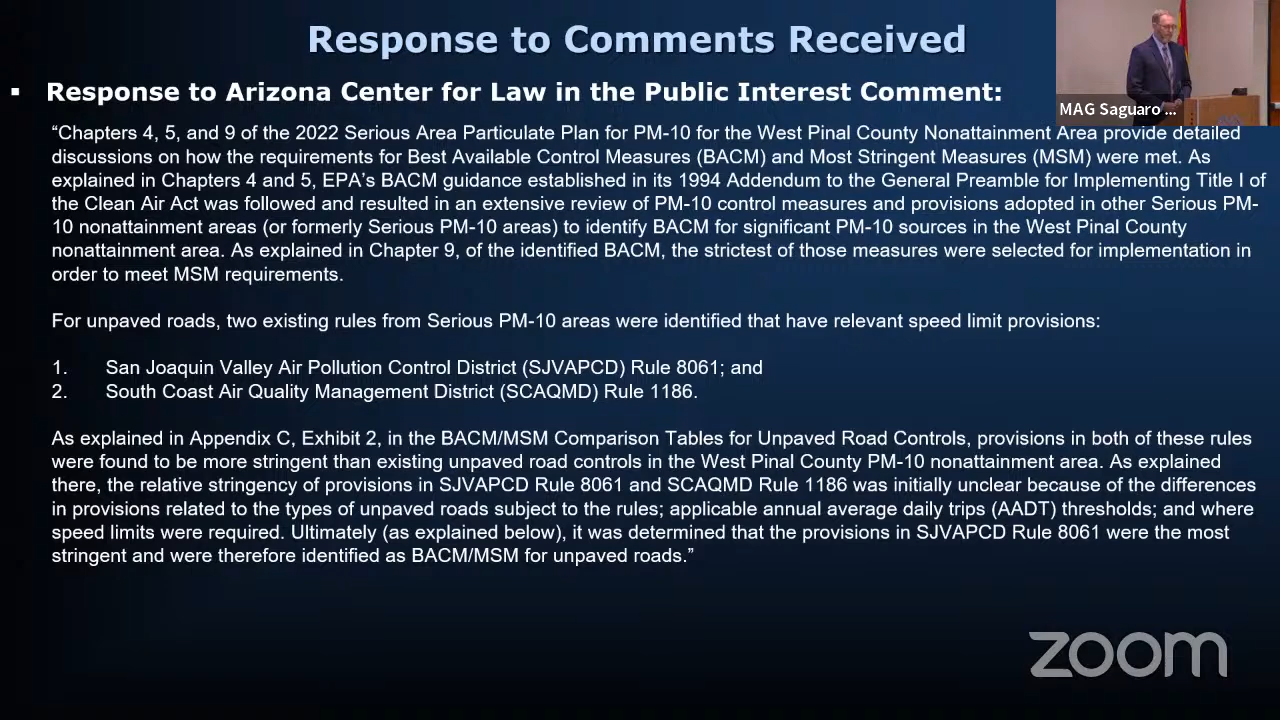 Response to Comments Received
▪ Response to Arizona Center for Law in the Public Interest Comment:
MAG Saguaro ...
“Chapters 4, 5, and 9 of the 2022 Serious Area Particulate Plan for PM-10 for the West Pinal County Nonattainment Area provide detailed
discussions on how the requirements for Best Available Control Measures (BACM) and Most Stringent Measures (MSM) were met. As
explained in Chapters 4 and 5, EPA’s BACM guidance established in its 1994 Addendum to the General Preamble for Implementing Title I of
the Clean Air Act was followed and resulted in an extensive review of PM-10 control measures and provisions adopted in other Serious PM-
10 nonattainment areas (or formerly Serious PM-10 areas) to identify BACM for significant PM-10 sources in the West Pinal County
nonattainment area. As explained in Chapter 9, of the identified BACM, the strictest of those measures were selected for implementation in
order to meet MSM requirements.
For unpaved roads, two existing rules from Serious PM-10 areas were identified that have relevant speed limit provisions:
1. San Joaquin Valley Air Pollution Control District (SJVAPCD) Rule 8061; and
2. South Coast Air Quality Management District (SCAQMD) Rule 1186.
As explained in Appendix C, Exhibit 2, in the BACM/MSM Comparison Tables for Unpaved Road Controls, provisions in both of these rules
were found to be more stringent than existing unpaved road controls in the West Pinal County PM-10 nonattainment area. As explained
there, the relative stringency of provisions in SJVAPCD Rule 8061 and SCAQMD Rule 1186 was initially unclear because of the differences
in provisions related to the types of unpaved roads subject to the rules; applicable annual average daily trips (AADT) thresholds; and where
speed limits were required. Ultimately (as explained below), it was determined that the provisions in SJVAPCD Rule 8061 were the most
stringent and were therefore identified as BACM/MSM for unpaved roads.”
zoom